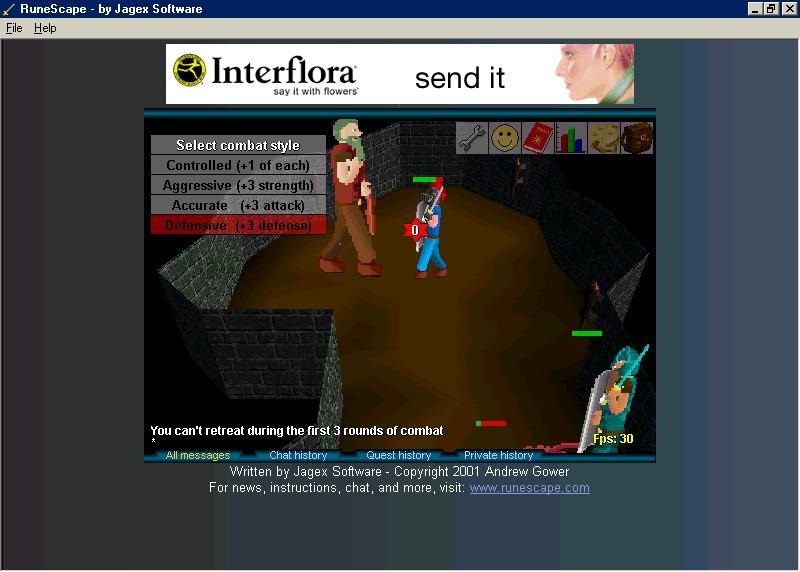 RuneScape - by Jagex Software
File Help
Interflora
say it with flowers'
send it
Select combat style
Controlled (+1 of each)
Aggressive (+3 strength)
Accurate (+3 attack)
Defensive (+3 defense)
0
You can't retreat during the first 3 rounds of combat
*
Fps: 30
All messages Chat history Quest history Private history
Written by Jagex Software - Copyright 2001 Andrew Gower
For news, instructions, chat, and more, visit: www.runescape.com